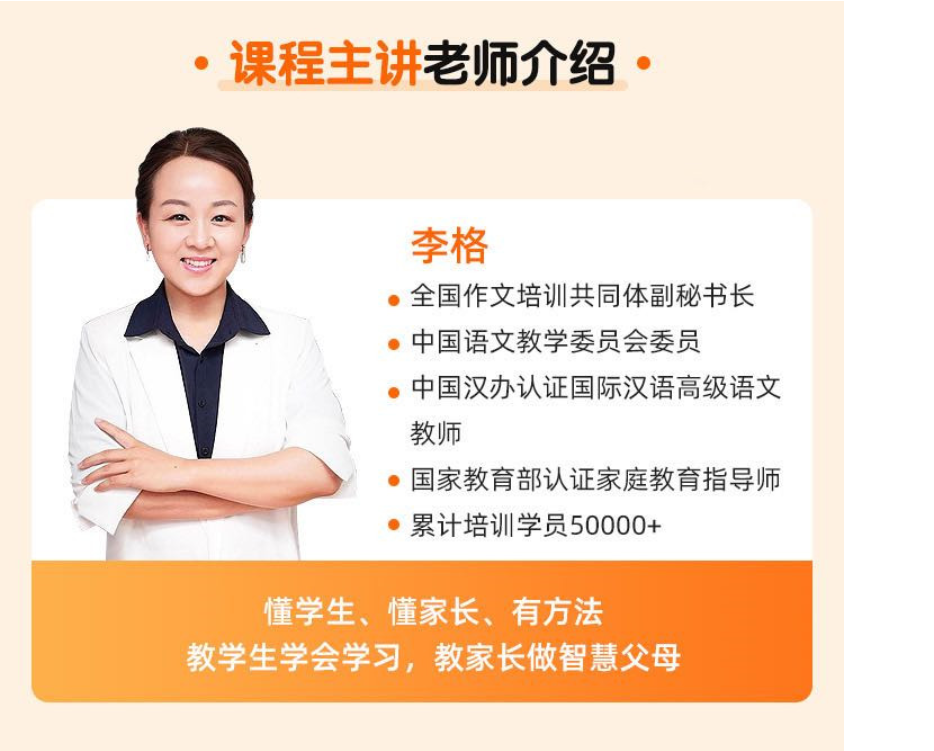 课程主讲老师介绍
李格
全国作文培训共同体副秘书长
中国语文教学委员会委员
中国汉办认证国际汉语高级语文
教师
国家教育部认证家庭教育指导师
累计培训学员50000+
懂学生、懂家长、有方法
教学生学会学习，教家长做智慧父母